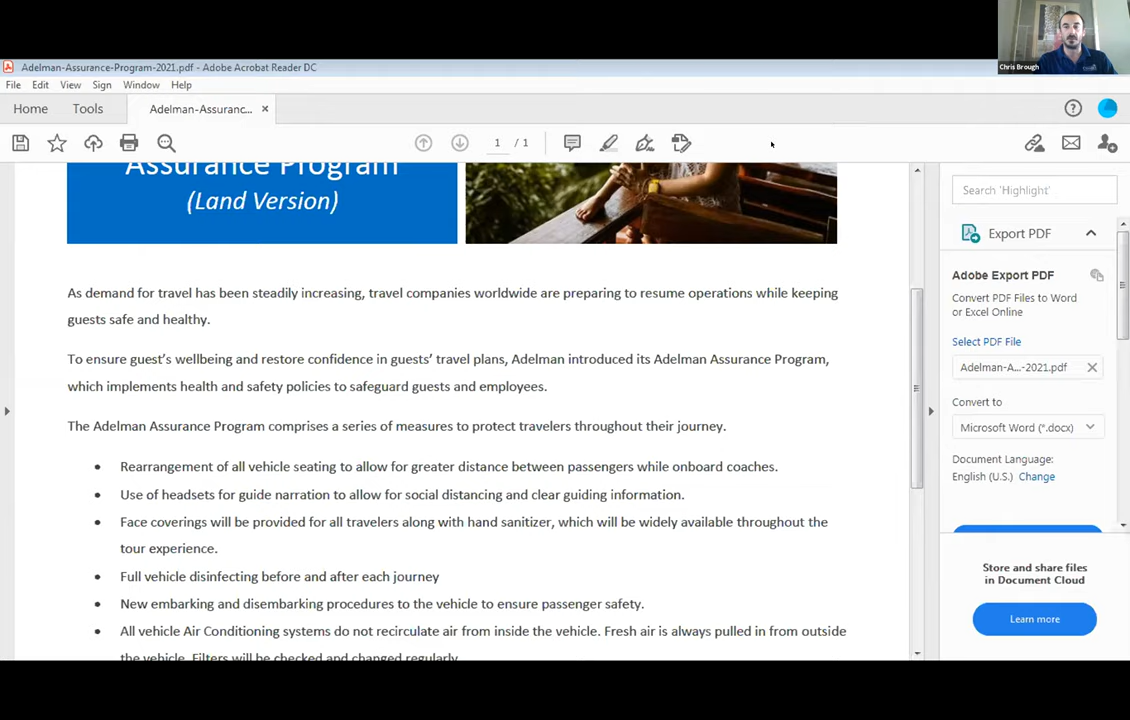 Chris Brough
Adelman-Assurance-Program-2021.pdf - Adobe Acrobat Reader DC
File Edit View Sign Window Help
Home Tools Adelman-Assuranc... ×
1 / 1
Assurance Program
(Land Version)
As demand for travel has been steadily increasing, travel companies worldwide are preparing to resume operations while keeping
guests safe and healthy.
To ensure guest's wellbeing and restore confidence in guests' travel plans, Adelman introduced its Adelman Assurance Program,
which implements health and safety policies to safeguard guests and employees.
The Adelman Assurance Program comprises a series of measures to protect travelers throughout their journey.
• Rearrangement of all vehicle seating to allow for greater distance between passengers while onboard coaches.
• Use of headsets for guide narration to allow for social distancing and clear guiding information.
• Face coverings will be provided for all travelers along with hand sanitizer, which will be widely available throughout the
tour experience.
• Full vehicle disinfecting before and after each journey
• New embarking and disembarking procedures to the vehicle to ensure passenger safety.
• All vehicle Air Conditioning systems do not recirculate air from inside the vehicle. Fresh air is always pulled in from outside
the vehicle. Filters will be checked and changed regularly
Search 'Highlight'
Export PDF
Adobe Export PDF
Convert PDF Files to Word
or Excel Online
Select PDF File
Adelman-A...-2021.pdf
Convert to
Microsoft Word (*.docx)
Document Language:
English (U.S.) Change
Store and share files
in Document Cloud
Learn more